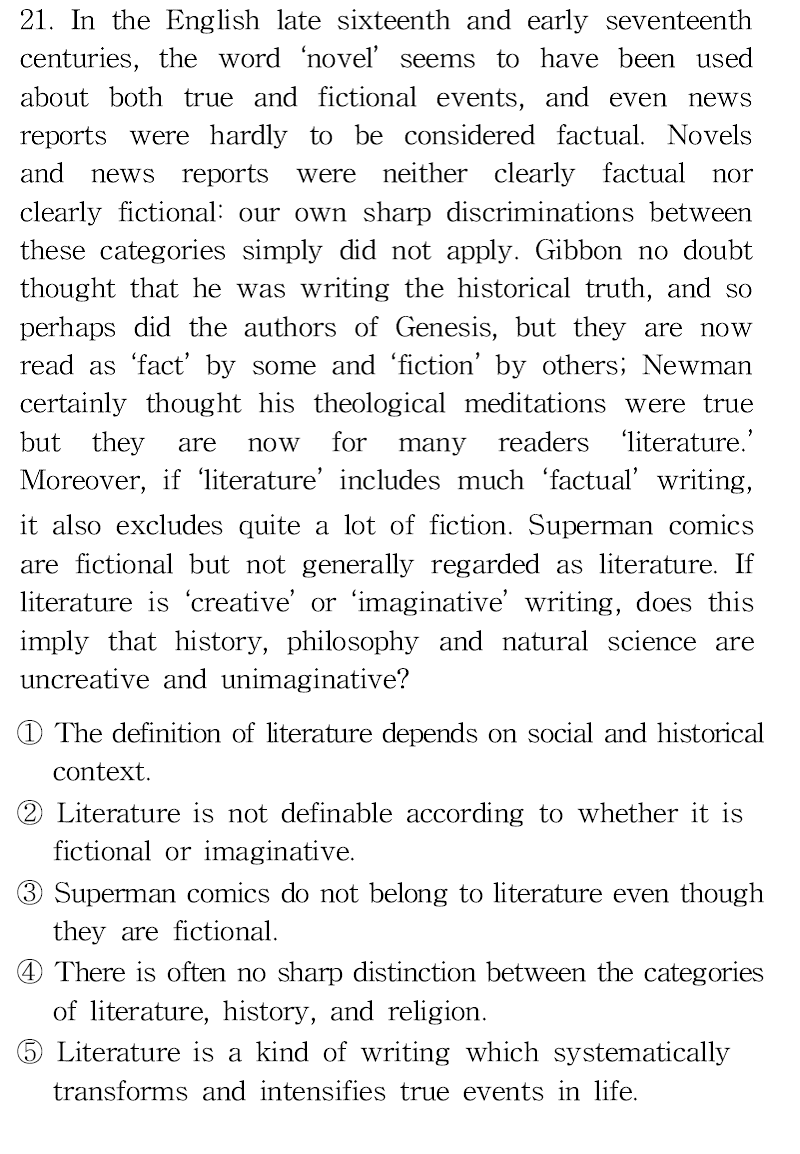 21. In the English late sixteenth and early seventeenth
centuries, the word ‘novel’ seems to have been used
about both true and fictional events, and even news
reports were hardly to be considered factual. Novels
and news reports were neither clearly factual nor
clearly fictional: our own sharp discriminations between
these categories simply did not apply. Gibbon no doubt
thought that he was writing the historical truth, and so
perhaps did the authors of Genesis, but they are now
read as ‘fact’ by some and ‘fiction’ by others; Newman
certainly thought his theological meditations were true
but they are now for many readers ‘literature.’
Moreover, if ‘literature’ includes much ‘factual’ writing,
it also excludes quite a lot of fiction. Superman comics
are fictional but not generally regarded as literature. If
literature is ‘creative’ or ‘imaginative’ writing, does this
imply that history, philosophy and natural science are
uncreative and unimaginative?
① The definition of literature depends on social and historical
context.
② Literature is not definable according to whether it is
fictional or imaginative.
③ Superman comics do not belong to literature even though
they are fictional.
④ There is often no sharp distinction between the categories
of literature, history, and religion.
⑤ Literature is a kind of writing which systematically
transforms and intensifies true events in life.